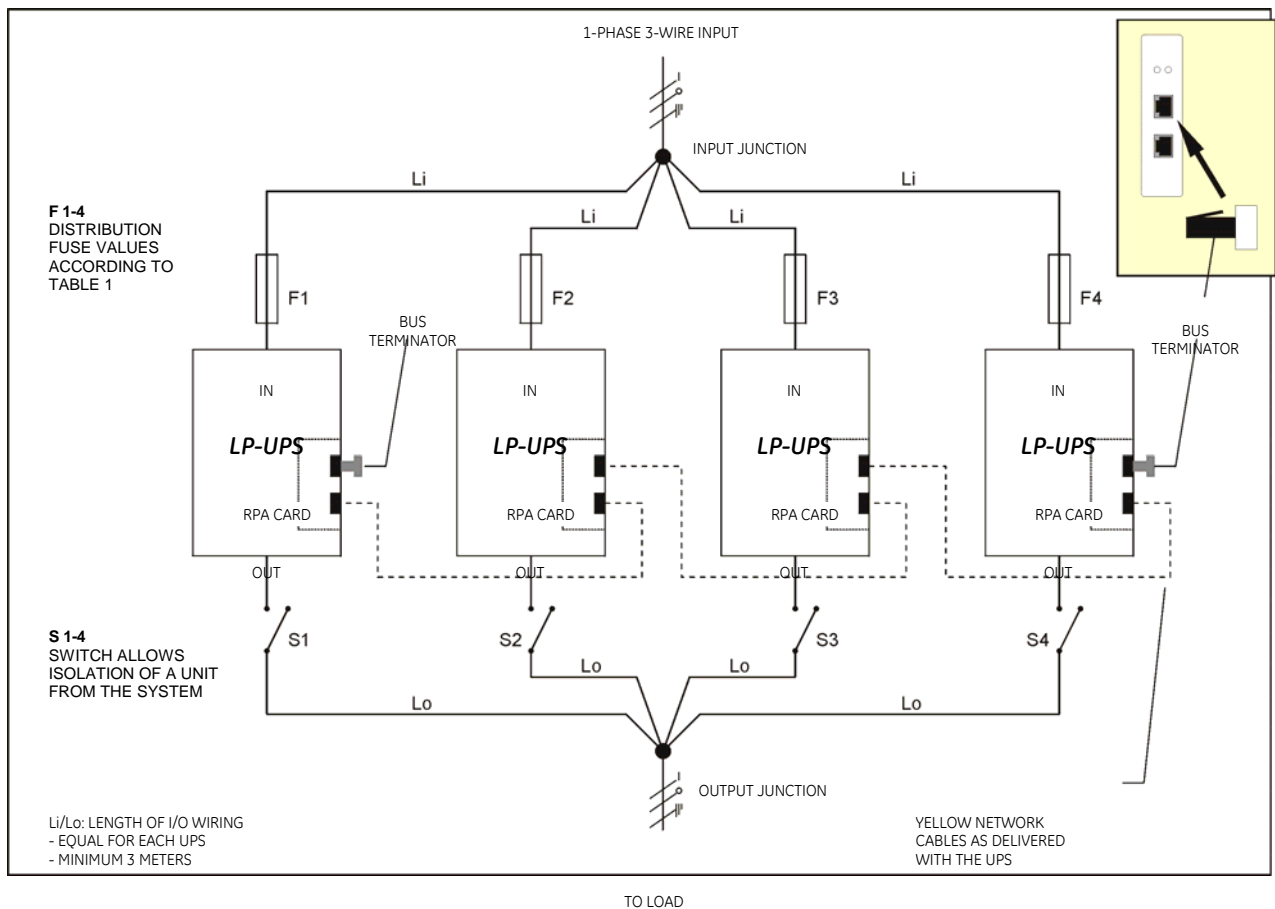 1-PHASE 3-WIRE INPUT
INPUT JUNCTION
Li
Li
Li
Li
F 1-4
DISTRIBUTION
FUSE VALUES
ACCORDING TO
TABLE 1
F1
F2
F3
F4
BUS
TERMINATOR
BUS
TERMINATOR
IN
IN
IN
IN
LP-UPS
LP-UPS
LP-UPS
LP-UPS
RPA CARD
RPA CARD
RPA CARD
RPA CARD
OUT
OUT
OUT
OUT
S 1-4
SWITCH ALLOWS
ISOLATION OF A UNIT
FROM THE SYSTEM
S1
S2
S3
S4
Lo
Lo
Lo
Lo
OUTPUT JUNCTION
Li/Lo: LENGTH OF I/O WIRING
- EQUAL FOR EACH UPS
- MINIMUM 3 METERS
YELLOW NETWORK
CABLES AS DELIVERED
WITH THE UPS
TO LOAD